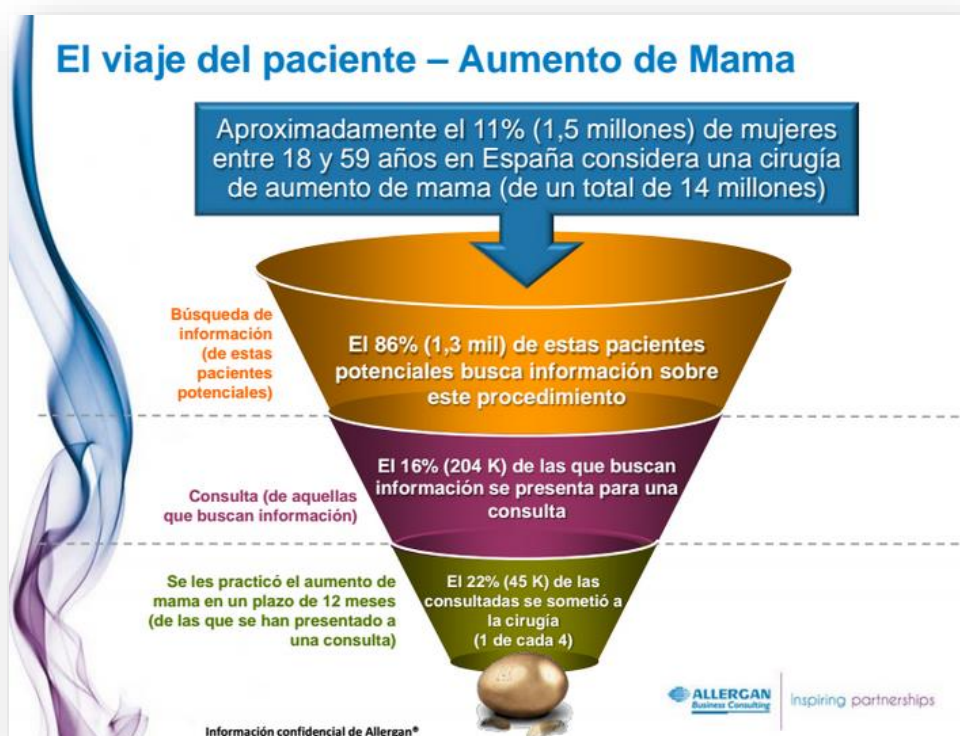 El viaje del paciente – Aumento de Mama
Aproximadamente el 11% (1,5 millones) de mujeres
entre 18 y 59 años en España considera una cirugía
de aumento de mama (de un total de 14 millones)
Búsqueda de
información
(de estas
pacientes
potenciales)
El 86% (1,3 mil) de estas pacientes
potenciales busca información sobre
este procedimiento
Consulta (de aquellas
que buscan información)
El 16% (204 K) de las que buscan
información se presenta para una
consulta
Se les practicó el aumento de
mama en un plazo de 12 meses
(de las que se han presentado a
una consulta)
El 22% (45 K) de las
consultadas se sometió a
la cirugía
(1 de cada 4)
ALLERGAN
Business Consulting
Inspiring partnerships
Información confidencial de Allergan®